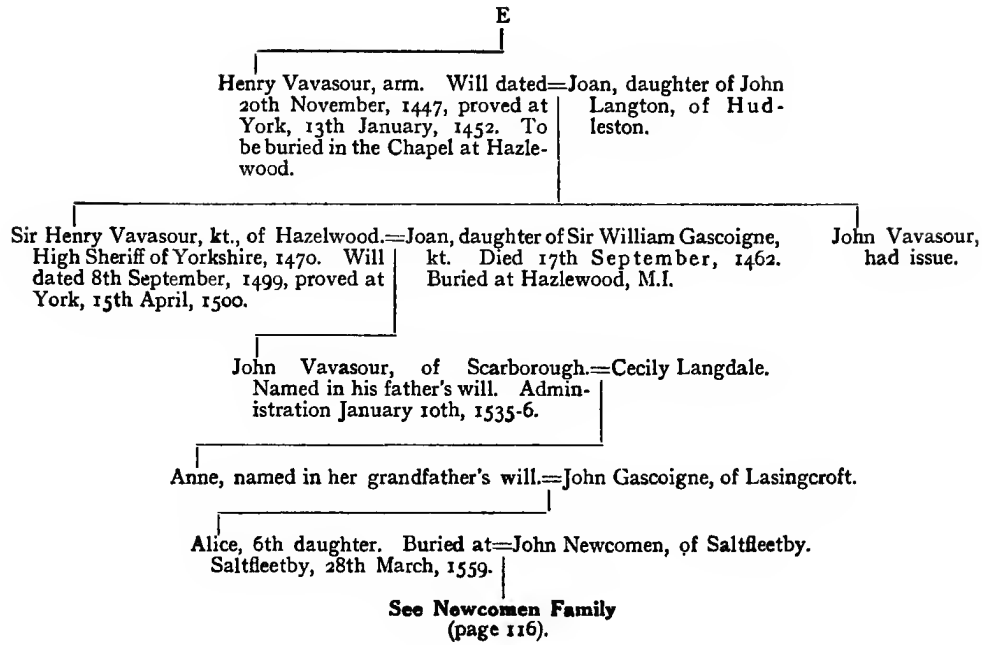 E
Henry Vavasour, arm. Will dated=Joan, daughter of John
20th November, 1447, proved at Langton, of Hud-
York, 13th January, 1452. To leston.
be buried in the Chapel at Hazle-
wood.
Sir Henry Vavasour, kt., of Hazelwood.=Joan, daughter of Sir William Gascoigne, John Vavasour,
High Sheriff of Yorkshire, 1470. Will kt. Died 17th September, 1462. had issue.
dated 8th September, 1499, proved at Buried at Hazlewood, M.I.
York, 15th April, 1500.
John Vavasour, of Scarborough.=Cecily Langdale.
Named in his father's will. Admin-
istration January 10th, 1535-6.
Anne, named in her grandfather's will.=John Gascoigne, of Lasingcroft.
Alice, 6th daughter. Buried at=John Newcomen, of Saltfleetby.
Saltfleetby, 28th March, 1559.
See Newcomen Family
(page 116).